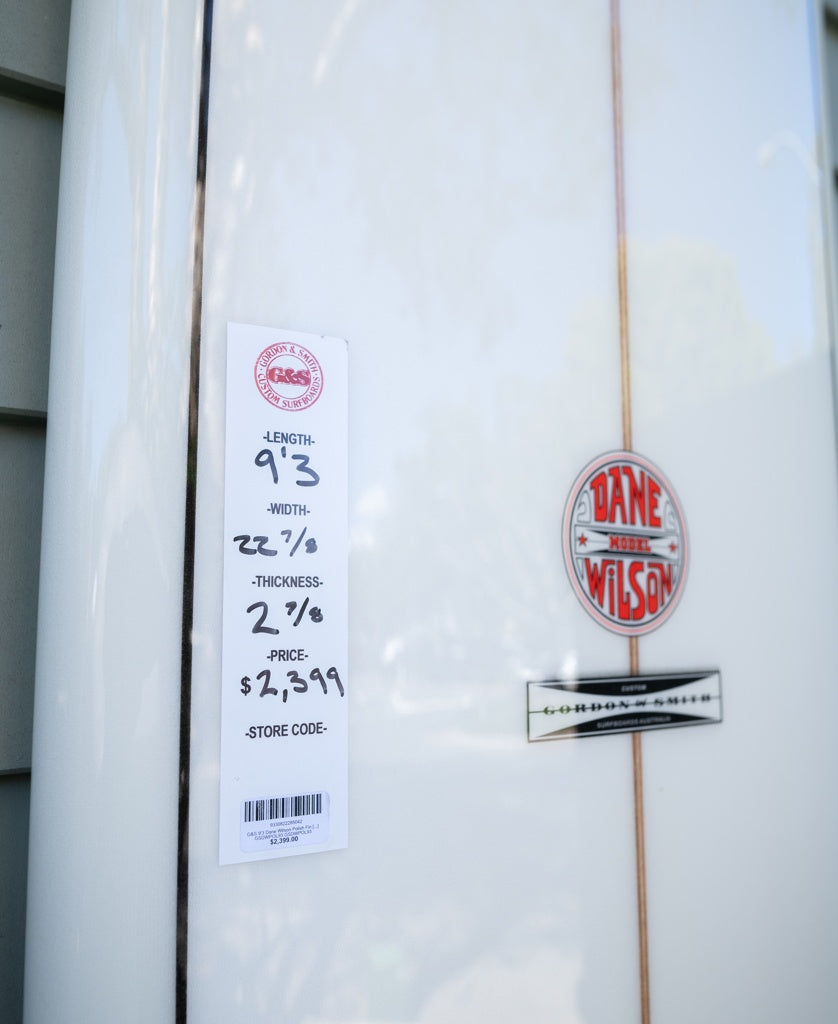 GORDON & SMITH
G&S
CUSTOM SURFBOARDS
-LENGTH-
9'3
-WIDTH-
22 7/8
-THICKNESS-
2 7/8
-PRICE-
$2,399
-STORE CODE-
$2,399.00
DANE
MODEL
WILSON
CUSTOM
GORDON & SMITH
SURFBOARDS AUSTRALIA